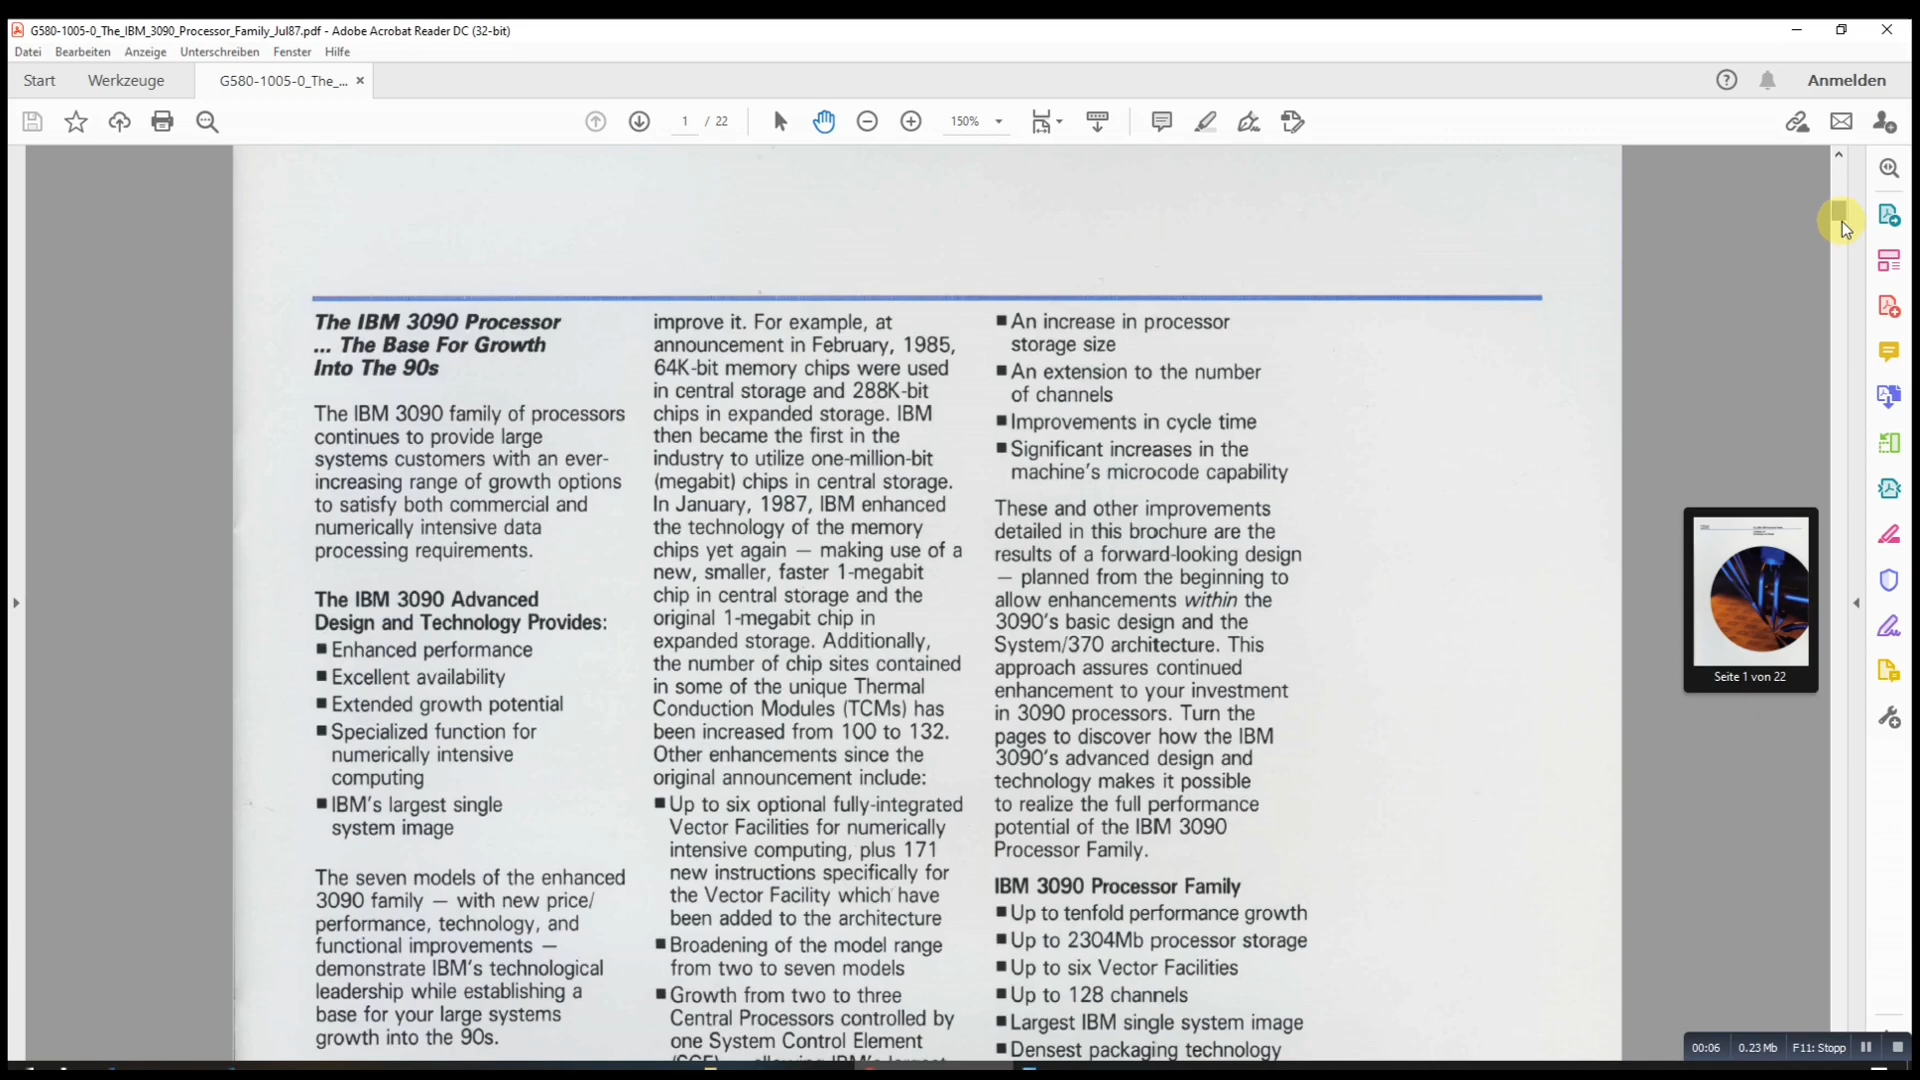 G580-1005-0_The_IBM_3090_Processor_Family_Jul87.pdf - Adobe Acrobat Reader DC (32-bit)
Datei Bearbeiten Anzeige Unterschreiben Fenster Hilfe
Start Werkzeuge G580-1005-0_The_... × Anmelden
1 / 22 150%
The IBM 3090 Processor
... The Base For Growth
Into The 90s
The IBM 3090 family of processors
continues to provide large
systems customers with an ever-
increasing range of growth options
to satisfy both commercial and
numerically intensive data
processing requirements.
The IBM 3090 Advanced
Design and Technology Provides:
■ Enhanced performance
■ Excellent availability
■ Extended growth potential
■ Specialized function for
numerically intensive
computing
■ IBM's largest single
system image
The seven models of the enhanced
3090 family — with new price/
performance, technology, and
functional improvements —
demonstrate IBM's technological
leadership while establishing a
base for your large systems
growth into the 90s.
improve it. For example, at
announcement in February, 1985,
64K-bit memory chips were used
in central storage and 288K-bit
chips in expanded storage. IBM
then became the first in the
industry to utilize one-million-bit
(megabit) chips in central storage.
In January, 1987, IBM enhanced
the technology of the memory
chips yet again — making use of a
new, smaller, faster 1-megabit
chip in central storage and the
original 1-megabit chip in
expanded storage. Additionally,
the number of chip sites contained
in some of the unique Thermal
Conduction Modules (TCMs) has
been increased from 100 to 132.
Other enhancements since the
original announcement include:
■ Up to six optional fully-integrated
Vector Facilities for numerically
intensive computing, plus 171
new instructions specifically for
the Vector Facility which have
been added to the architecture
■ Broadening of the model range
from two to seven models
■ Growth from two to three
Central Processors controlled by
one System Control Element
■ An increase in processor
storage size
■ An extension to the number
of channels
■ Improvements in cycle time
■ Significant increases in the
machine's microcode capability
These and other improvements
detailed in this brochure are the
results of a forward-looking design
— planned from the beginning to
allow enhancements within the
3090's basic design and the
System/370 architecture. This
approach assures continued
enhancement to your investment
in 3090 processors. Turn the
pages to discover how the IBM
3090's advanced design and
technology makes it possible
to realize the full performance
potential of the IBM 3090
Processor Family.
IBM 3090 Processor Family
■ Up to tenfold performance growth
■ Up to 2304Mb processor storage
■ Up to six Vector Facilities
■ Up to 128 channels
■ Largest IBM single system image
■ Densest packaging technology
Seite 1 von 22
00:06 0.23 Mb F11: Stopp